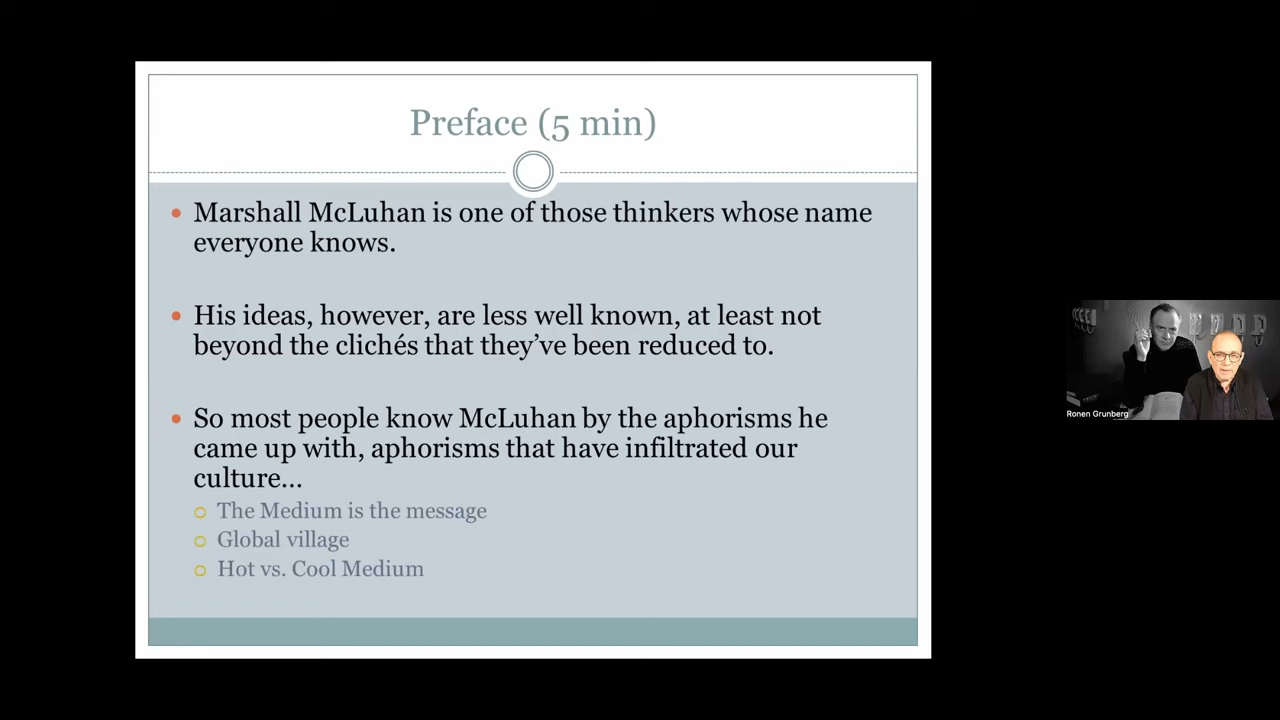 Preface (5 min)
Marshall McLuhan is one of those thinkers whose name
everyone knows.
His ideas, however, are less well known, at least not
beyond the clichés that they’ve been reduced to.
So most people know McLuhan by the aphorisms he
came up with, aphorisms that have infiltrated our
culture…
The Medium is the message
Global village
Hot vs. Cool Medium
Ronen Grunberg